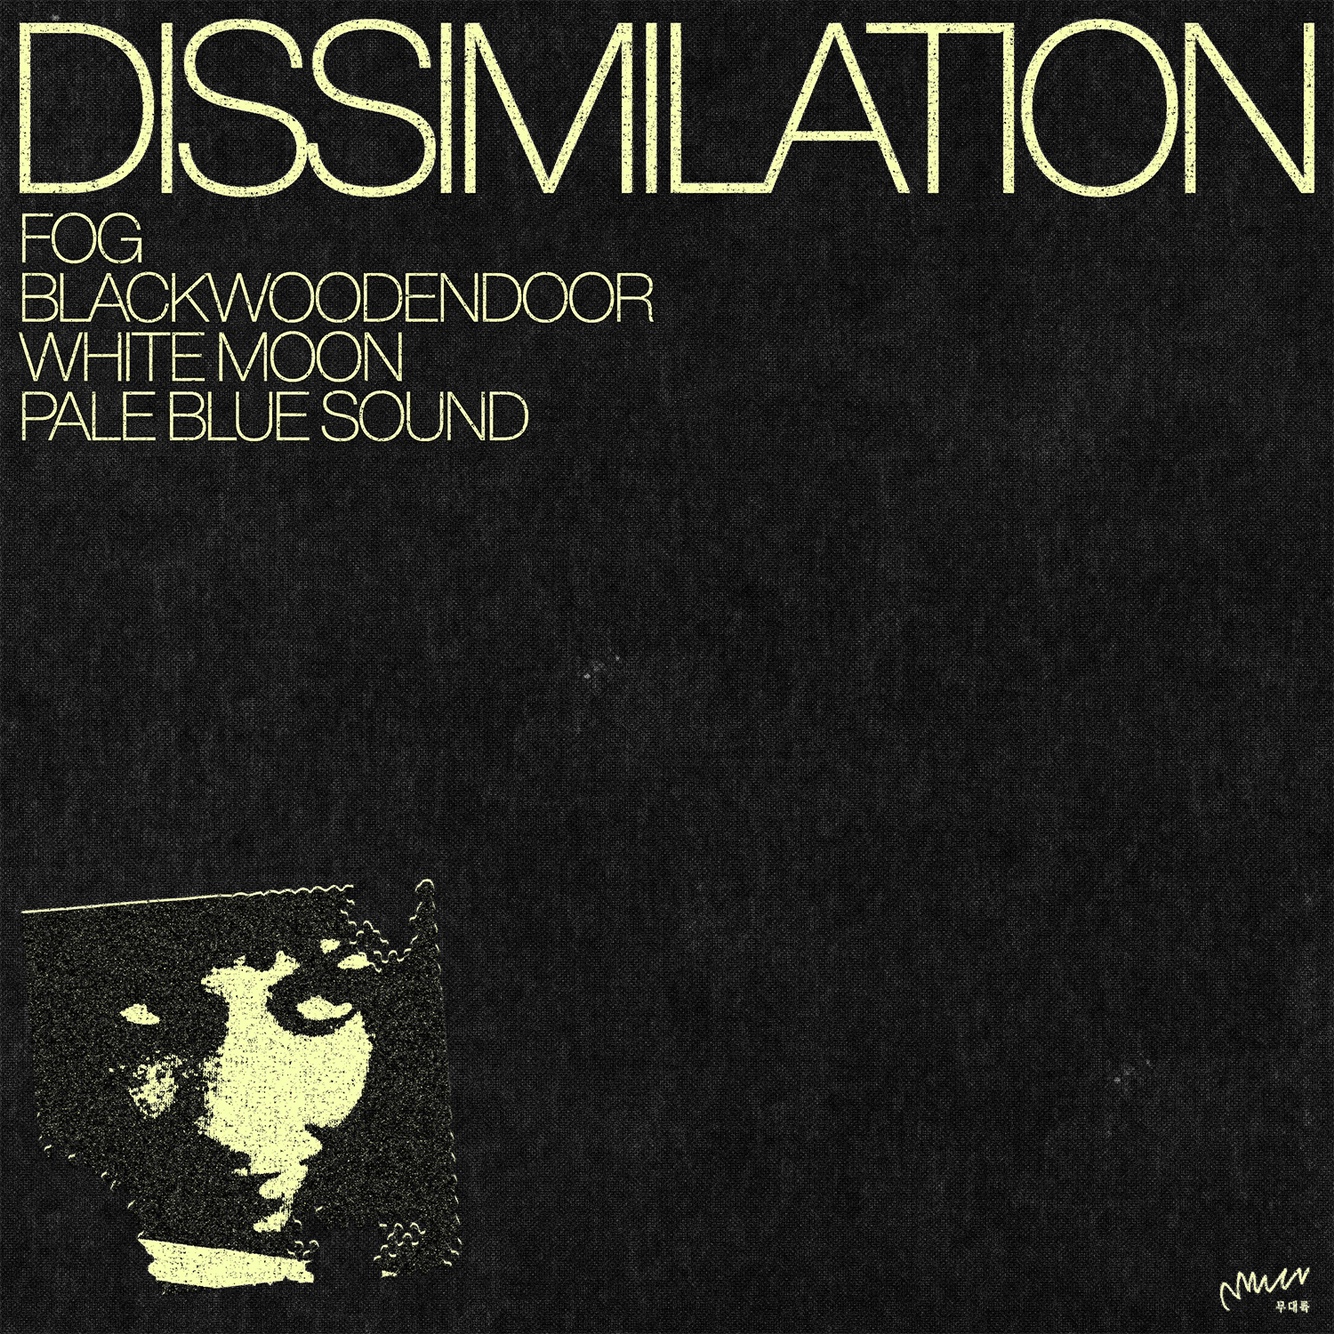 DISSIMILATION
FOG
BLACKWOODENDOOR
WHITE MOON
PALE BLUE SOUND
무대륙